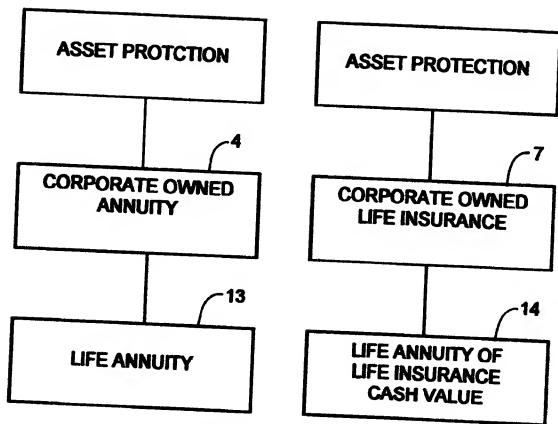 ASSET PROTCTION
4
CORPORATE OWNED
ANNUITY
13
LIFE ANNUITY
ASSET PROTECTION
7
CORPORATE OWNED
LIFE INSURANCE
14
LIFE ANNUITY OF
LIFE INSURANCE
CASH VALUE